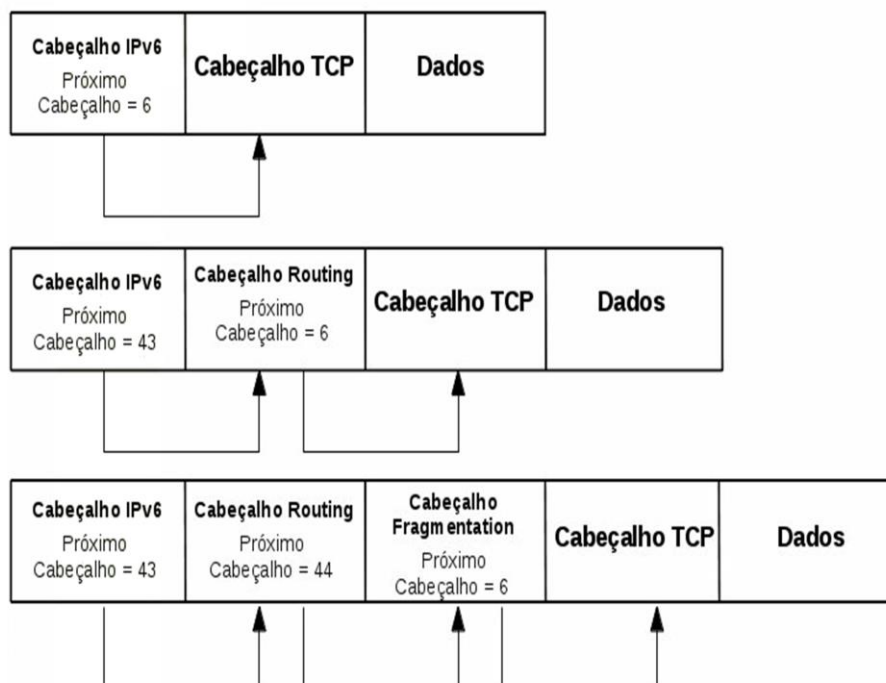 Cabeçalho IPv6
Próximo
Cabeçalho = 6
Cabeçalho TCP
Dados
Cabeçalho IPv6
Próximo
Cabeçalho = 43
Cabeçalho Routing
Próximo
Cabeçalho = 6
Cabeçalho TCP
Dados
Cabeçalho IPv6
Próximo
Cabeçalho = 43
Cabeçalho Routing
Próximo
Cabeçalho = 44
Cabeçalho
Fragmentation
Próximo
Cabeçalho = 6
Cabeçalho TCP
Dados